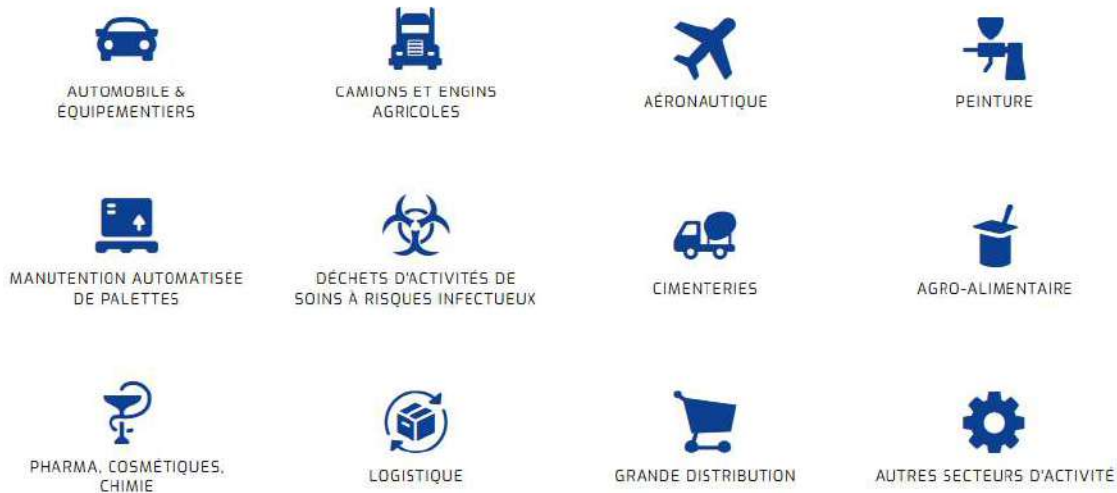 AUTOMOBILE &
ÉQUIPEMENTIERS
CAMIONS ET ENGINS
AGRICOLES
AÉRONAUTIQUE
PEINTURE
MANUTENTION AUTOMATISÉE
DE PALETTES
DÉCHETS D'ACTIVITÉS DE
SOINS À RISQUES INFECTUEUX
CIMENTERIES
AGRO-ALIMENTAIRE
PHARMA, COSMÉTIQUES,
CHIMIE
LOGISTIQUE
GRANDE DISTRIBUTION
AUTRES SECTEURS D'ACTIVITÉ